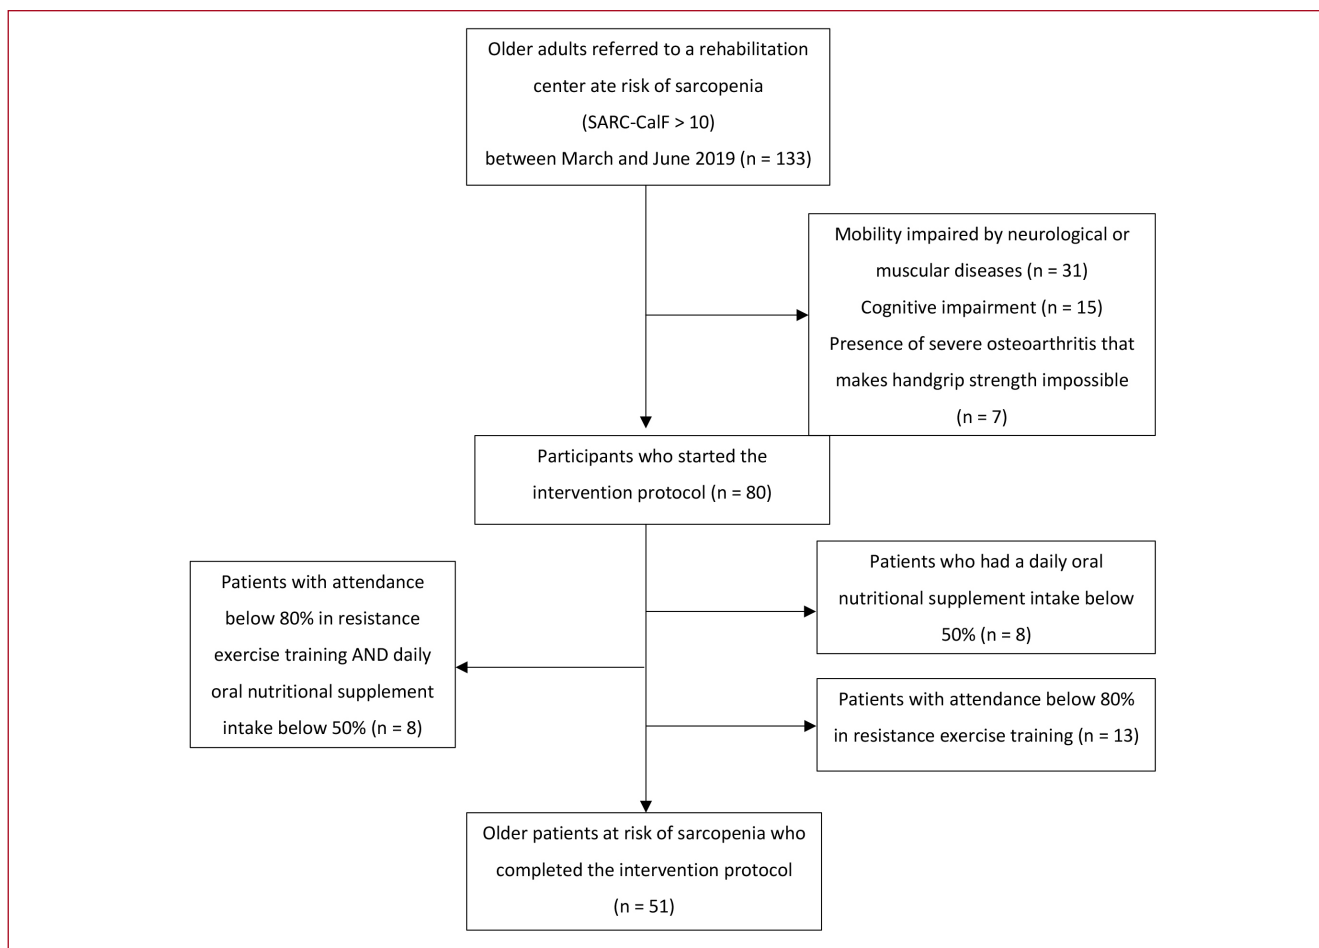 Older adults referred to a rehabilitation
center ate risk of sarcopenia
(SARC-CalF > 10)
between March and June 2019 (n = 133)
Mobility impaired by neurological or
muscular diseases (n = 31)
Cognitive impairment (n = 15)
Presence of severe osteoarthritis that
makes handgrip strength impossible
(n = 7)
Participants who started the
intervention protocol (n = 80)
Patients who had a daily oral
nutritional supplement intake below
50% (n = 8)
Patients with attendance
below 80% in resistance
exercise training AND daily
oral nutritional supplement
intake below 50% (n = 8)
Patients with attendance below 80%
in resistance exercise training (n = 13)
Older patients at risk of sarcopenia who
completed the intervention protocol
(n = 51)